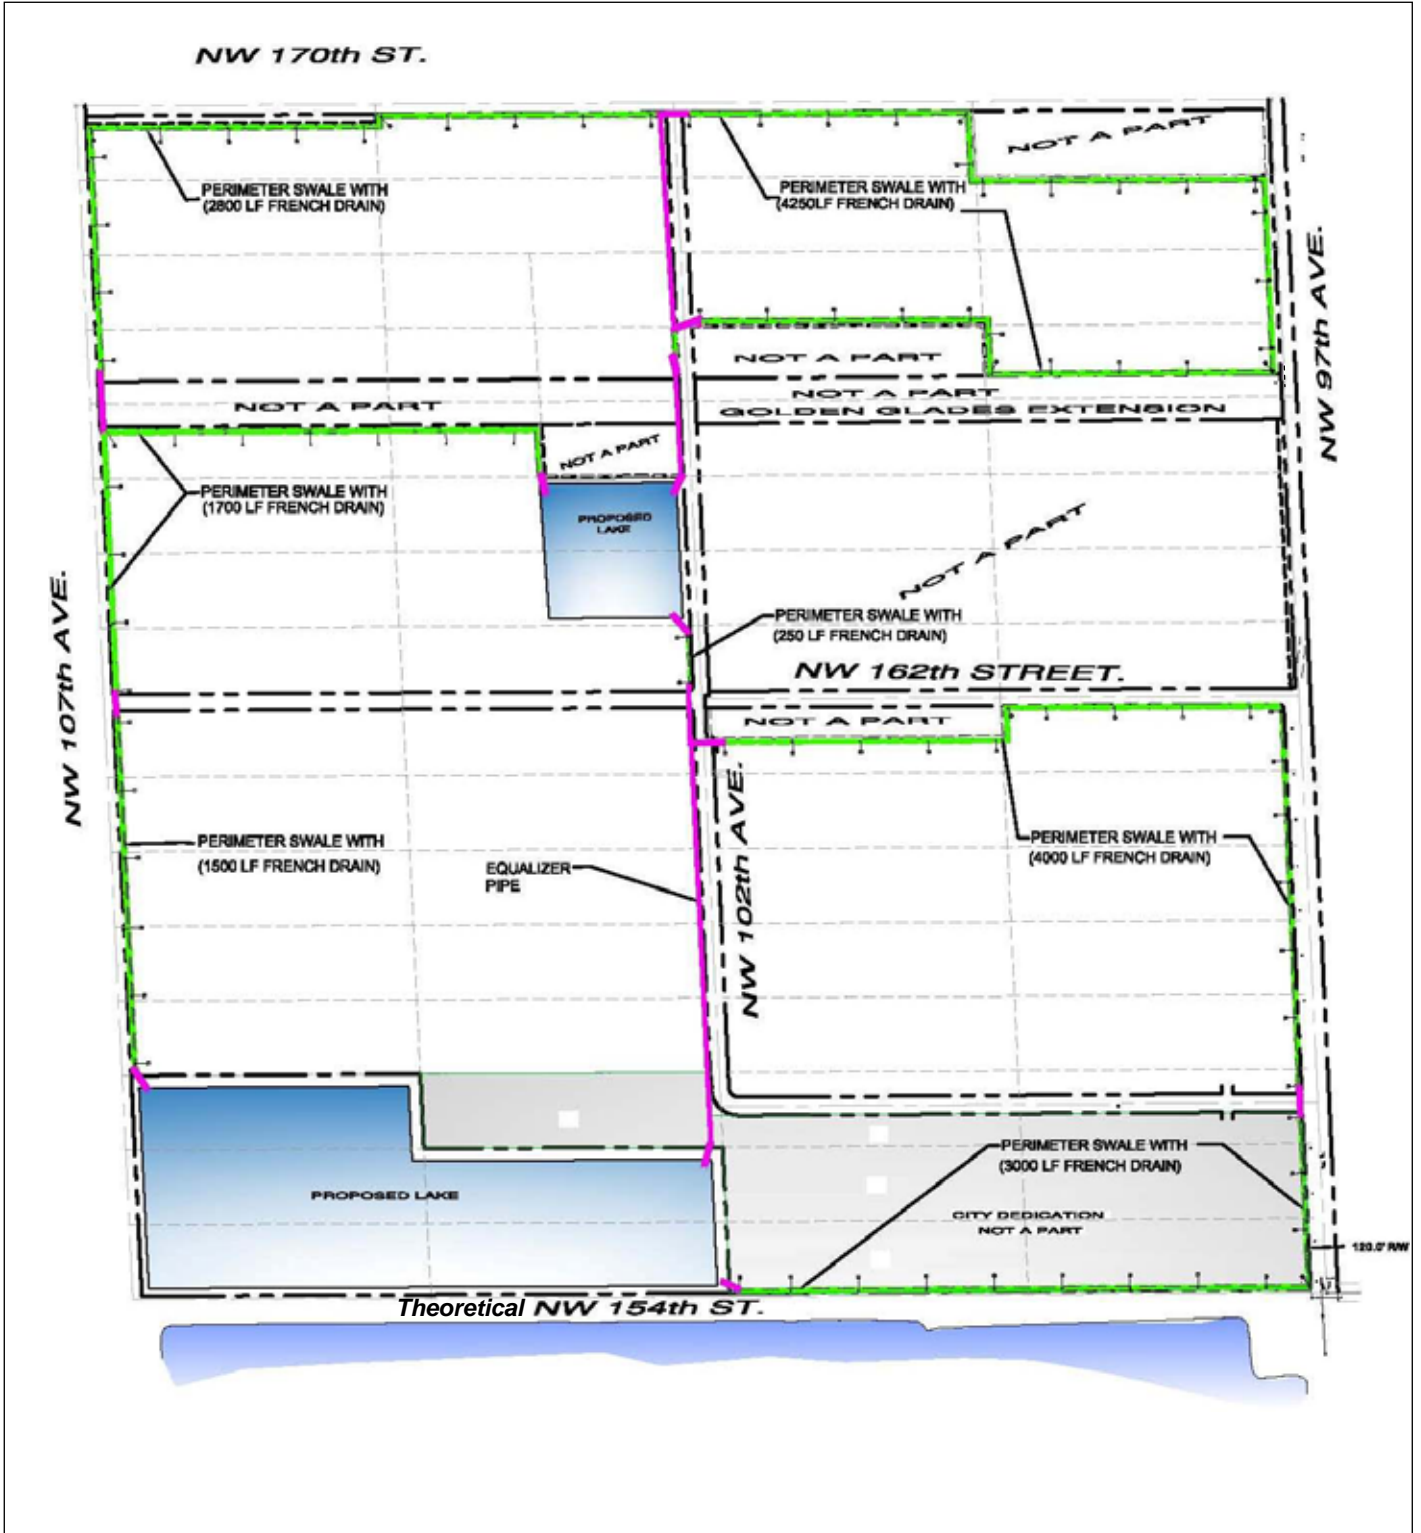 NW 170th ST.
NOT A PART
PERIMETER SWALE WITH
(2800 LF FRENCH DRAIN)
PERIMETER SWALE WITH
(4250LF FRENCH DRAIN)
NW 97th AVE.
NOT A PART
NOT A PART
NOT A PART
GOLDEN GLADES EXTENSION
NOT A PART
PERIMETER SWALE WITH
(1700 LF FRENCH DRAIN)
PROPOSED
LAKE
NOT A PART
NW 107th AVE.
PERIMETER SWALE WITH
(250 LF FRENCH DRAIN)
NW 162th STREET.
NOT A PART
NW 102th AVE.
PERIMETER SWALE WITH
(1500 LF FRENCH DRAIN)
EQUALIZER
PIPE
PERIMETER SWALE WITH
(4000 LF FRENCH DRAIN)
PERIMETER SWALE WITH
(3000 LF FRENCH DRAIN)
PROPOSED LAKE
CITY DEDICATION
NOT A PART
120.0' R/W
Theoretical NW 154th ST.